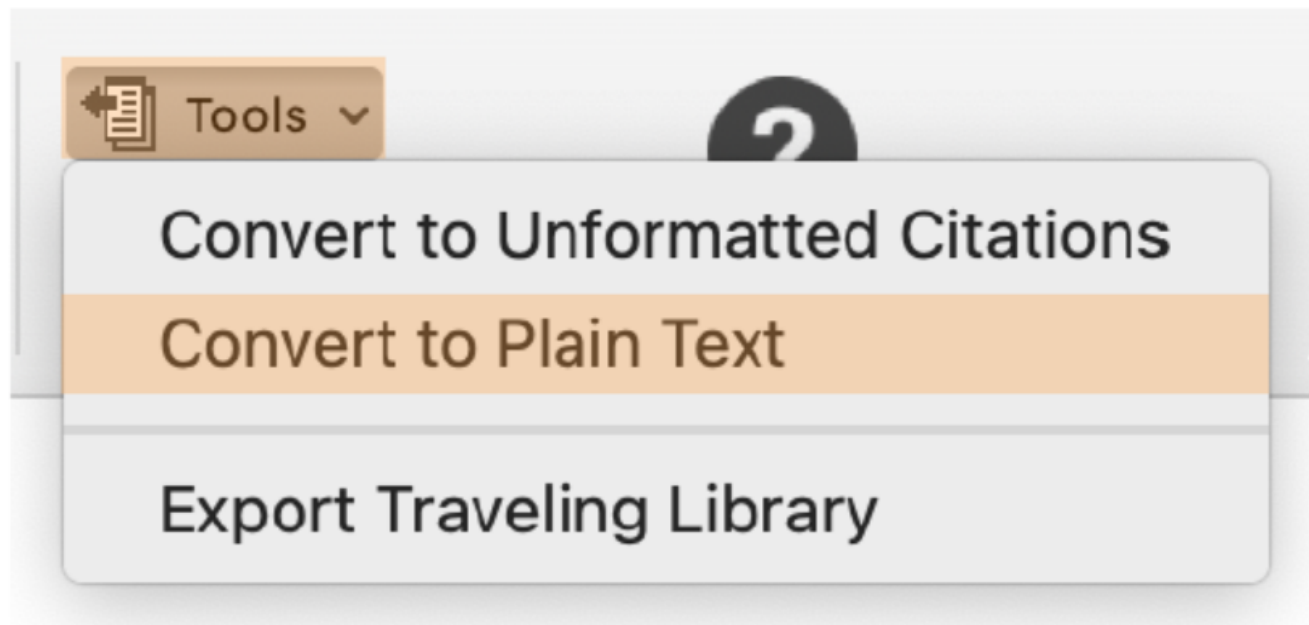 Tools
?
Convert to Unformatted Citations
Convert to Plain Text
Export Traveling Library